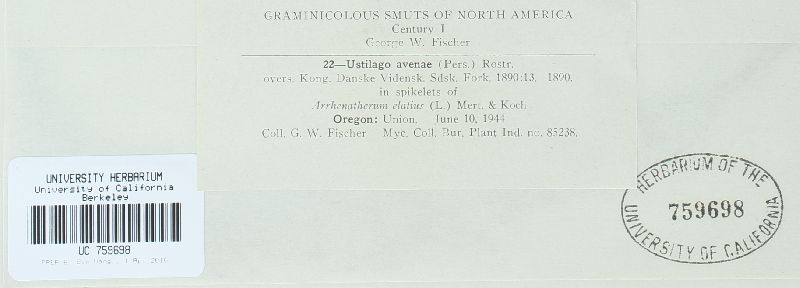 GRAMINICOLOUS SMUTS OF NORTH AMERICA
Century I
George W. Fischer
22—Ustilago avenae (Pers.) Rostr.
overs. Kong. Danske Vidensk. Sdsk. Fork. 1890:13. 1890.
in spikelets of
Arrhenatherum elatius (L.) Mert. & Koch
Oregon: Union. June 10, 1944
Coll. G. W. Fischer Myc. Coll. Bur. Plant Ind. no. 85238.
UNIVERSITY HERBARIUM
University of California
Berkeley
UC 759698
HERBARIUM OF THE
759698
UNIVERSITY OF CALIFORNIA